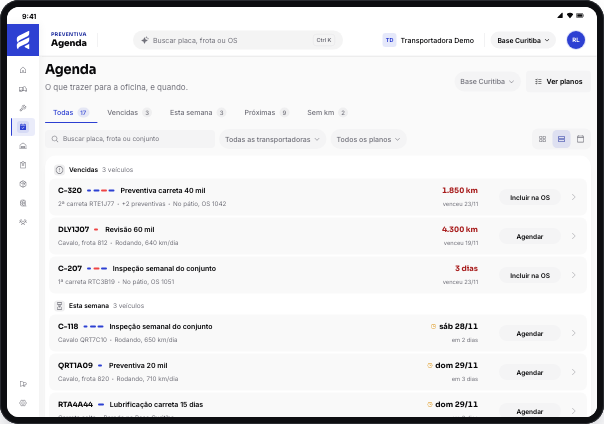 9:41
PREVENTIVA
Agenda
Buscar placa, frota ou OS
Ctrl K
TD
Transportadora Demo
Base Curitiba
RL
Agenda
O que trazer para a oficina, e quando.
Base Curitiba
Ver planos
Todas 17
Vencidas 3
Esta semana 3
Próximas 9
Sem km 2
Buscar placa, frota ou conjunto
Todas as transportadoras
Todos os planos
Vencidas 3 veículos
C-320 Preventiva carreta 40 mil
2ª carreta RTE1J77 · +2 preventivas · No pátio, OS 1042
1.850 km
venceu 23/11
Incluir na OS
DLY1J07 Revisão 60 mil
Cavalo, frota 812 · Rodando, 640 km/dia
4.300 km
venceu 19/11
Agendar
C-207 Inspeção semanal do conjunto
1ª carreta RTC3B19 · No pátio, OS 1051
3 dias
venceu 23/11
Incluir na OS
Esta semana 3 veículos
C-118 Inspeção semanal do conjunto
Cavalo QRT7C10 · Rodando, 650 km/dia
sáb 28/11
em 2 dias
Agendar
QRT1A09 Preventiva 20 mil
Cavalo, frota 820 · Rodando, 710 km/dia
dom 29/11
em 3 dias
Agendar
RTA4A44 Lubrificação carreta 15 dias
dom 29/11
Agendar